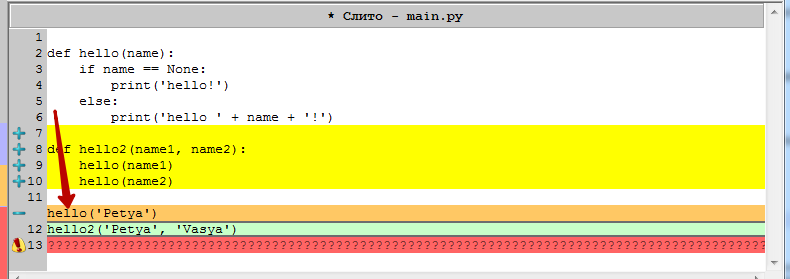 * Слито - main.py
1
2 def hello(name):
3     if name == None:
4         print('hello!')
5     else:
6         print('hello ' + name + '!')
7
8 def hello2(name1, name2):
9     hello(name1)
10     hello(name2)
11
hello('Petya')
12 hello2('Petya', 'Vasya')
13 ????????????????????????????????????????????????????????????????????????????????????????????